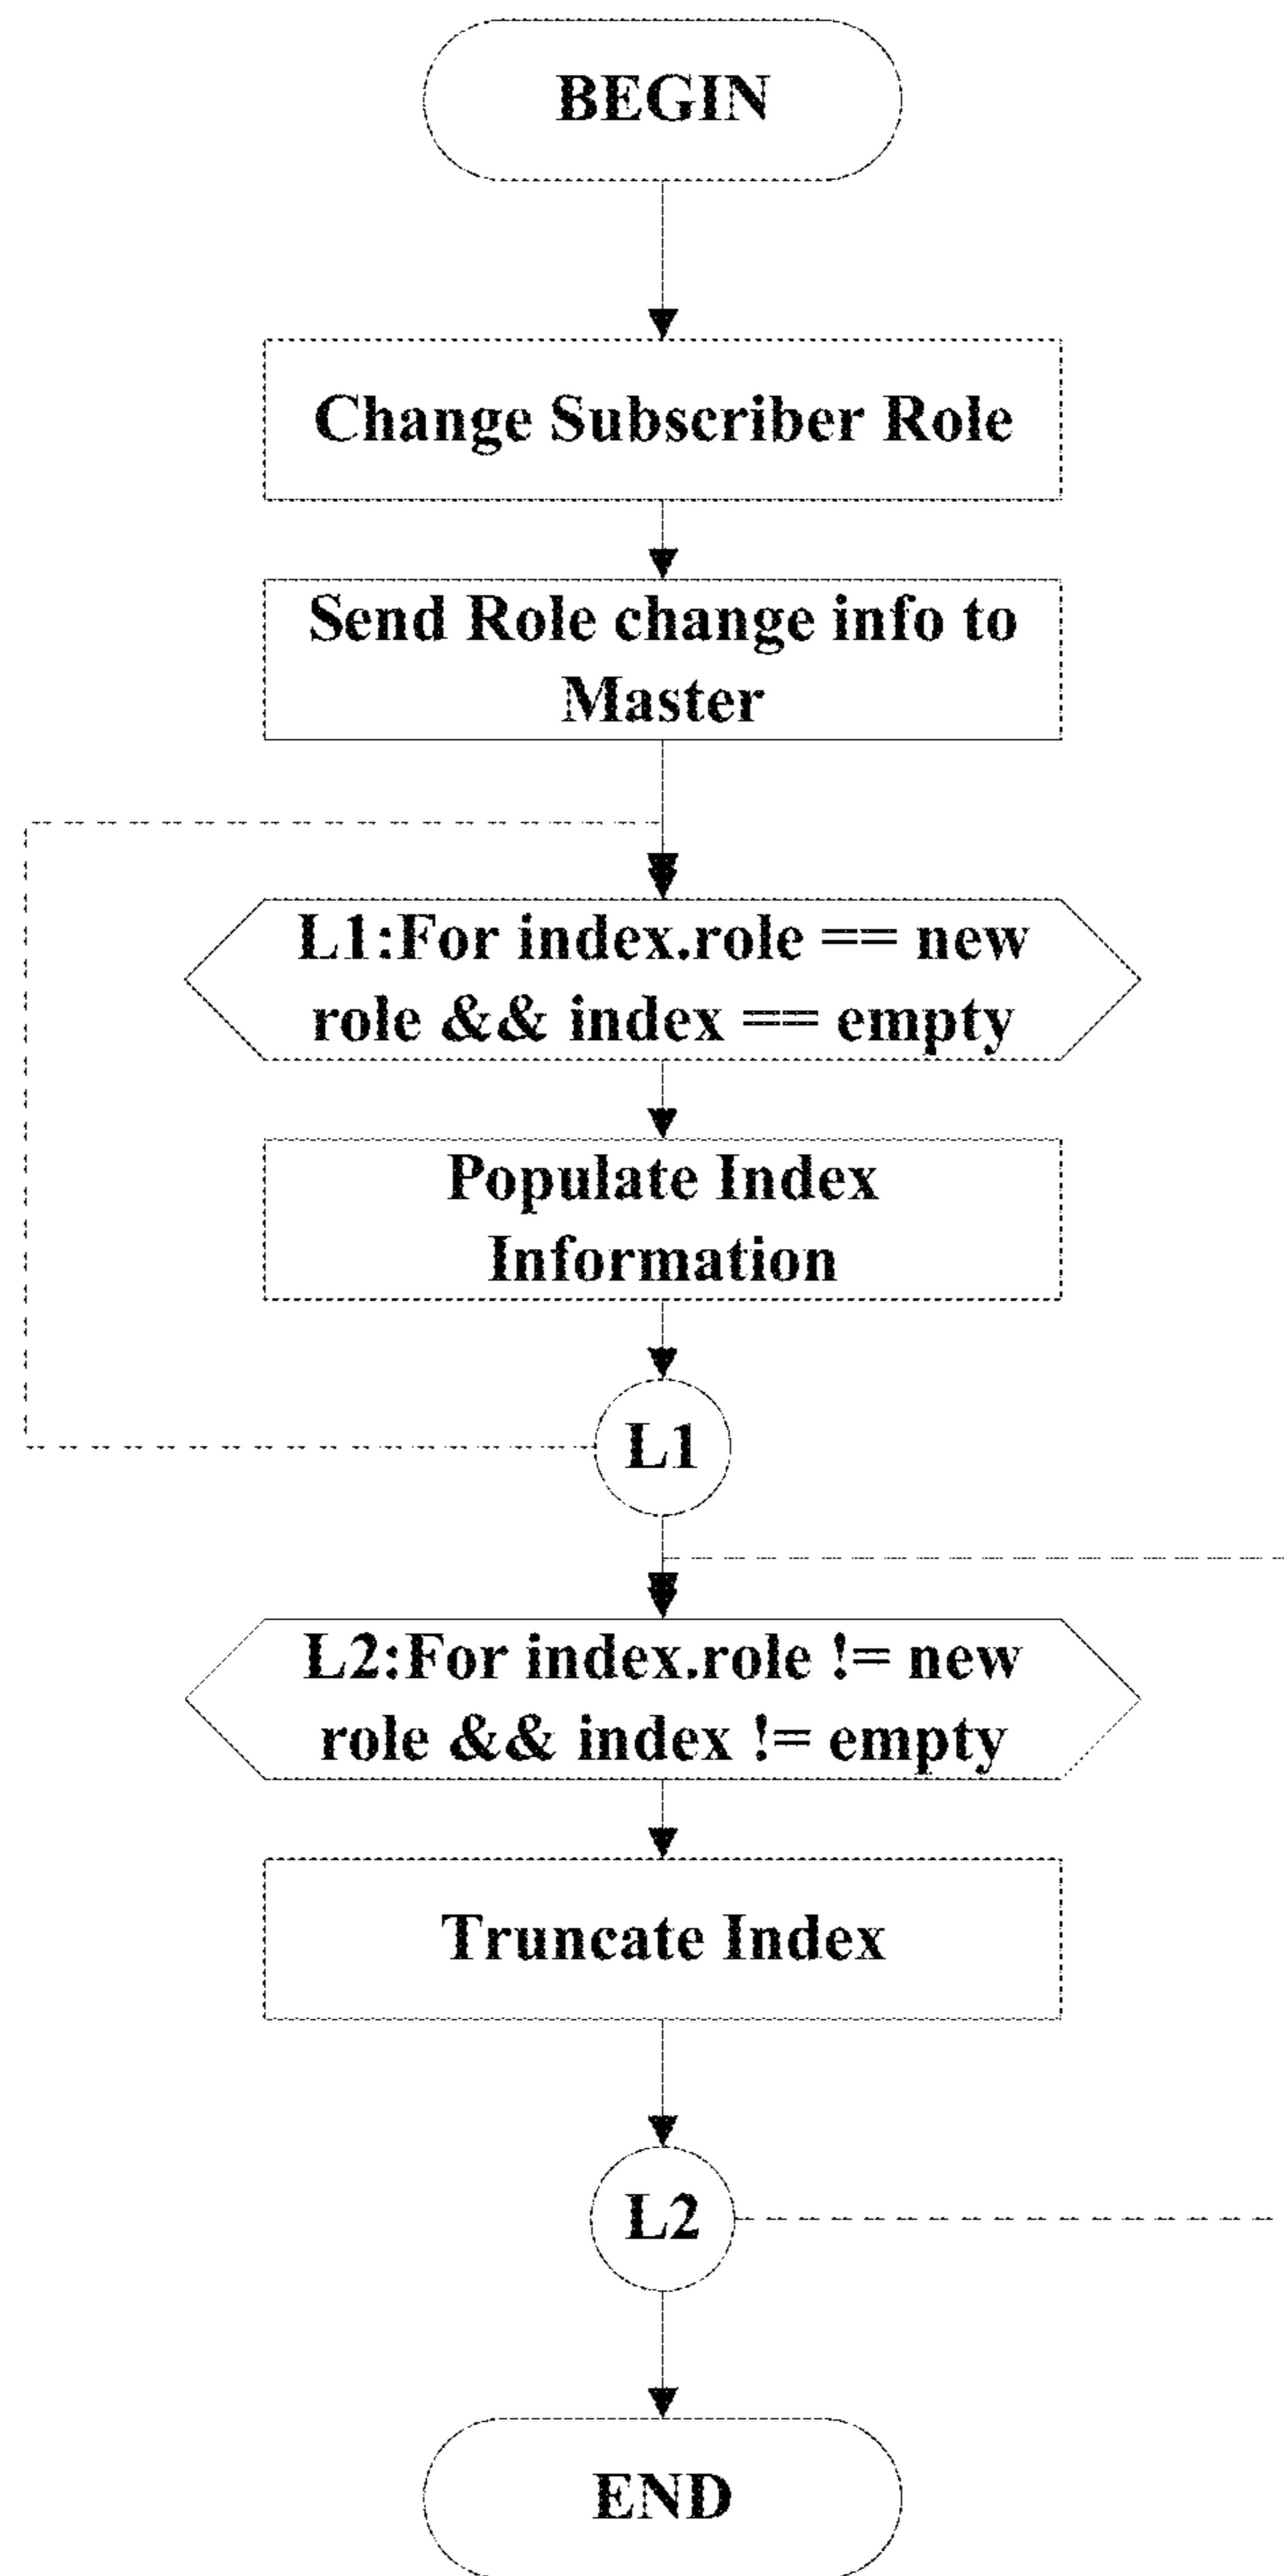 BEGIN
Change Subscriber Role
Send Role change info to
Master
L1:For index.role == new
role && index == empty
Populate Index
Information
L1
L2:For index.role != new
role && index != empty
Truncate Index
L2
END